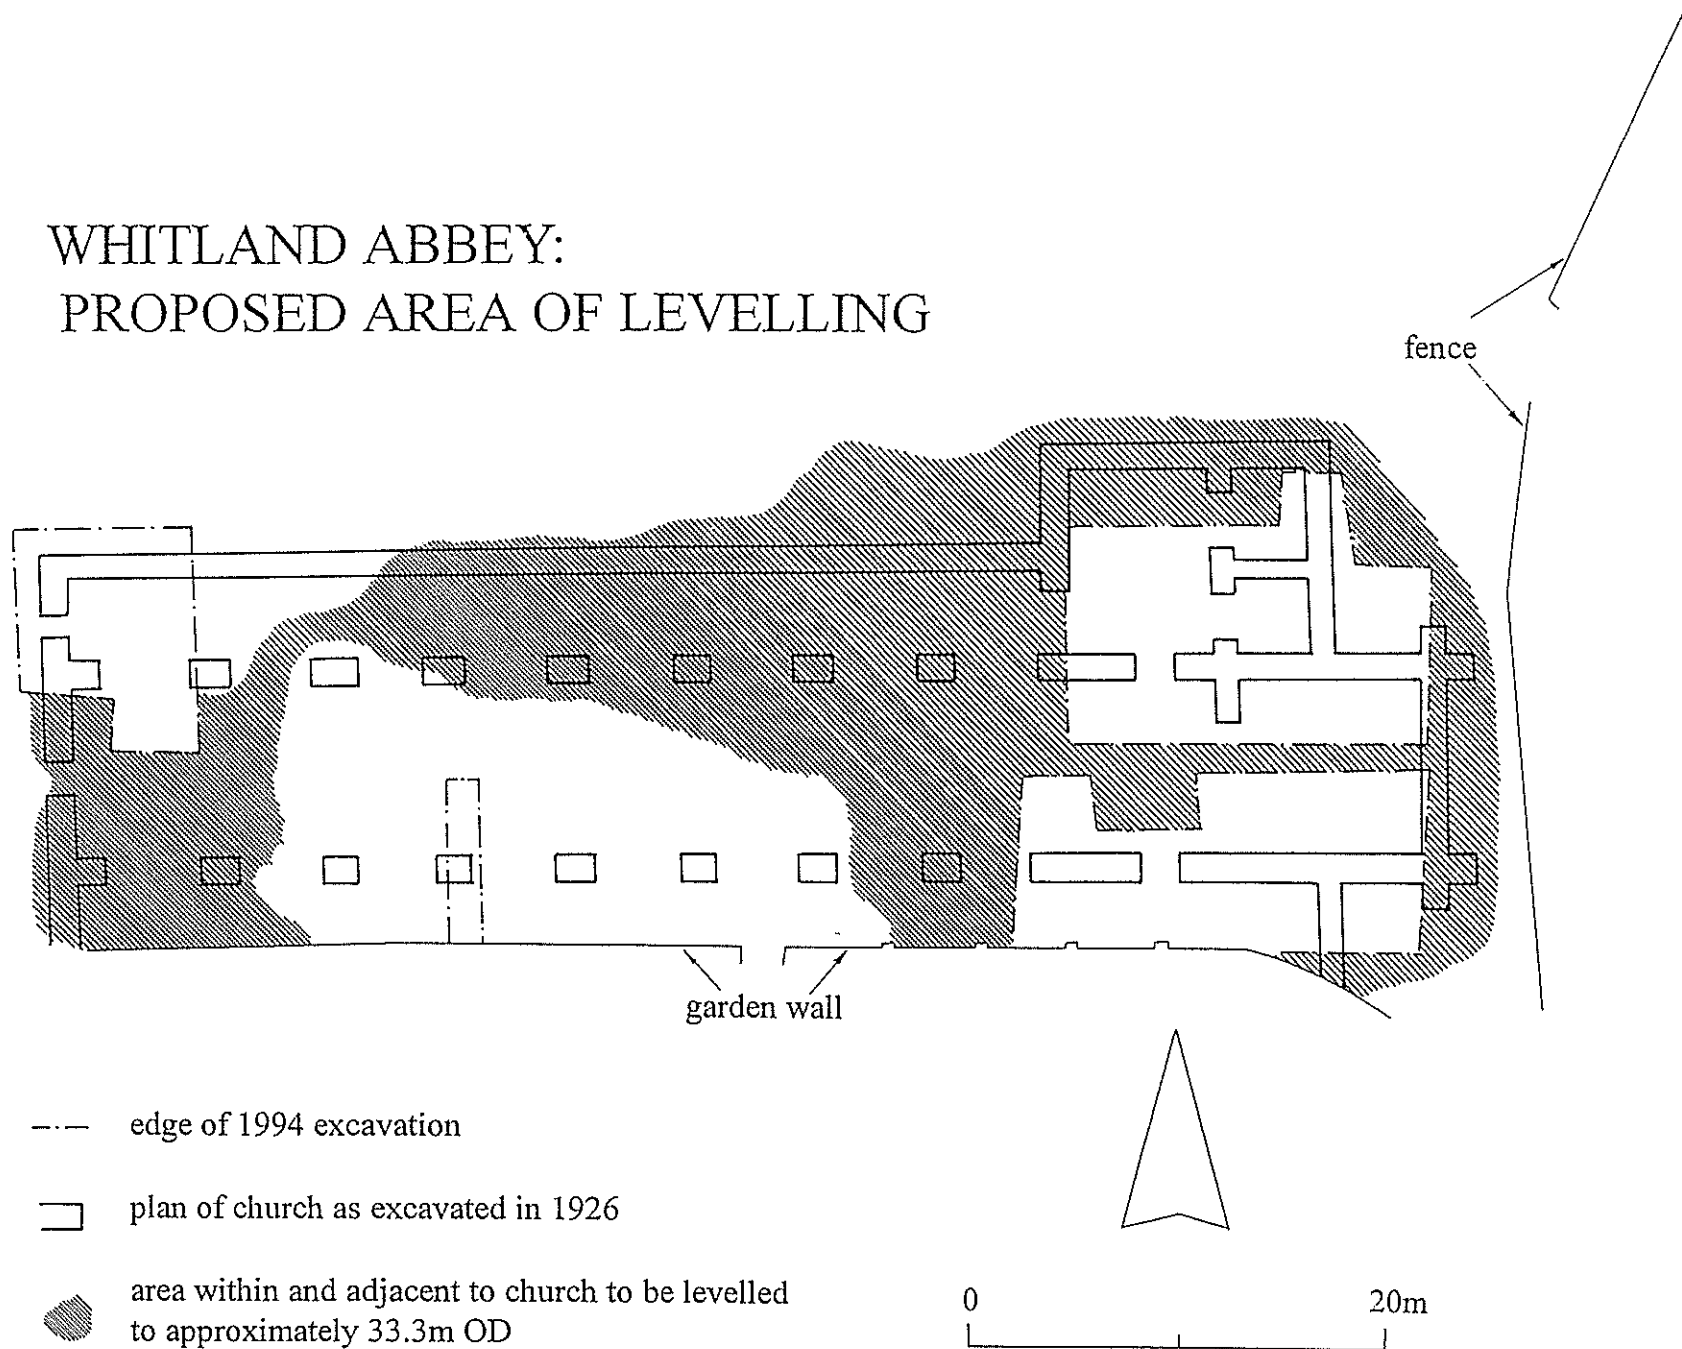 WHITLAND ABBEY:
PROPOSED AREA OF LEVELLING
fence
garden wall
edge of 1994 excavation
plan of church as excavated in 1926
area within and adjacent to church to be levelled
to approximately 33.3m OD
0 20m